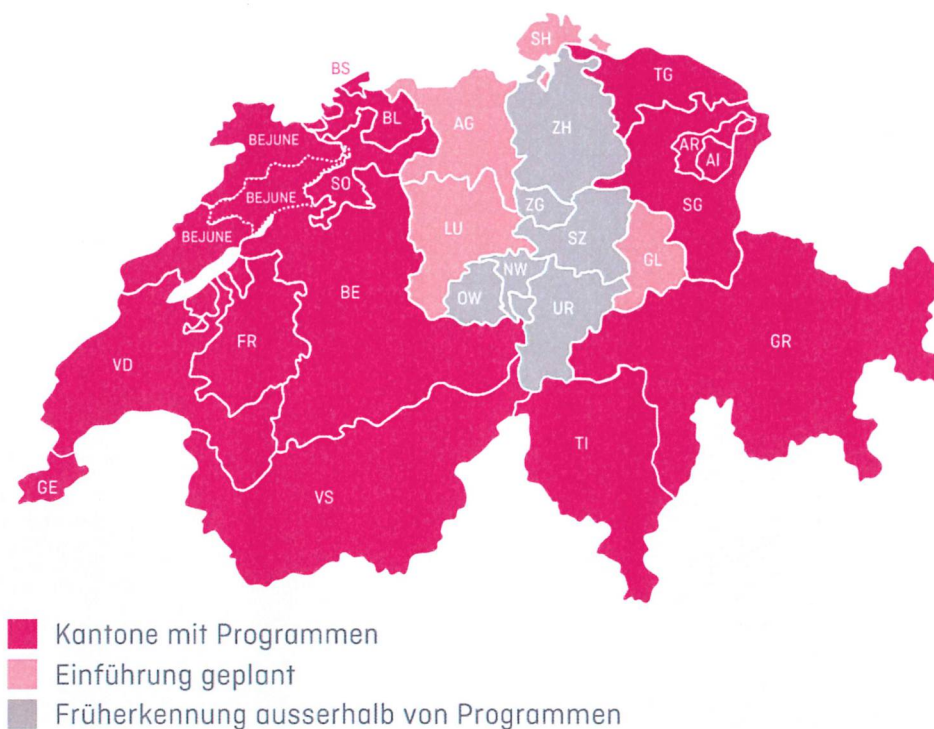 SH
BS
TG
BL
AG
ZH
BEJUNE
AR
AI
SO
BEJUNE
ZG
SG
LU
BEJUNE
SZ
GL
NW
BE
OW
UR
FR
GR
VD
TI
GE
VS
Kantone mit Programmen
Einführung geplant
Früherkennung ausserhalb von Programmen